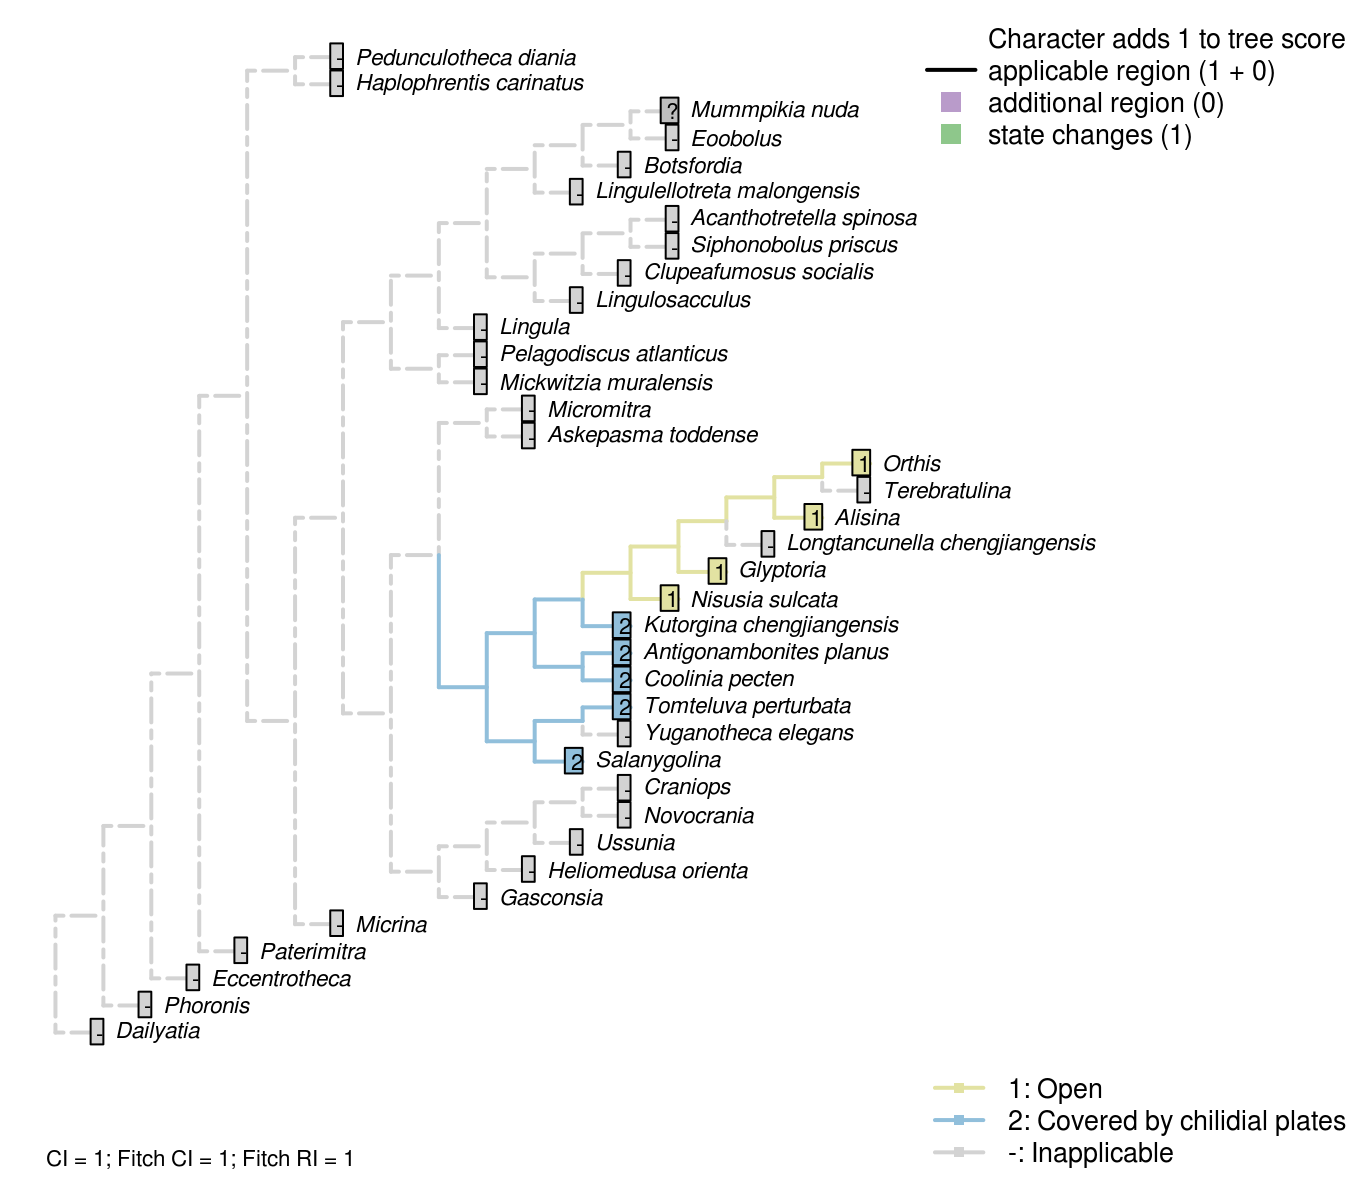 Character adds 1 to tree score
applicable region (1 + 0)
additional region (0)
state changes (1)
- Pedunculotheca diania
- Haplophrentis carinatus
? Mummpikia nuda
- Eoobolus
- Botsfordia
- Lingulellotreta malongensis
- Acanthotretella spinosa
- Siphonobolus priscus
- Clupeafumosus socialis
- Lingulosacculus
- Lingula
- Pelagodiscus atlanticus
- Mickwitzia muralensis
- Micromitra
- Askepasma toddense
1 Orthis
- Terebratulina
1 Alisina
- Longtancunella chengjiangensis
1 Glyptoria
1 Nisusia sulcata
2 Kutorgina chengjiangensis
2 Antigonambonites planus
2 Coolinia pecten
2 Tomteluva perturbata
- Yuganotheca elegans
2 Salanygolina
- Craniops
- Novocrania
- Ussunia
- Heliomedusa orienta
- Gasconsia
- Micrina
- Paterimitra
- Eccentrotheca
- Phoronis
- Dailyatia
1: Open
2: Covered by chilidial plates
-: Inapplicable
CI = 1; Fitch CI = 1; Fitch RI = 1